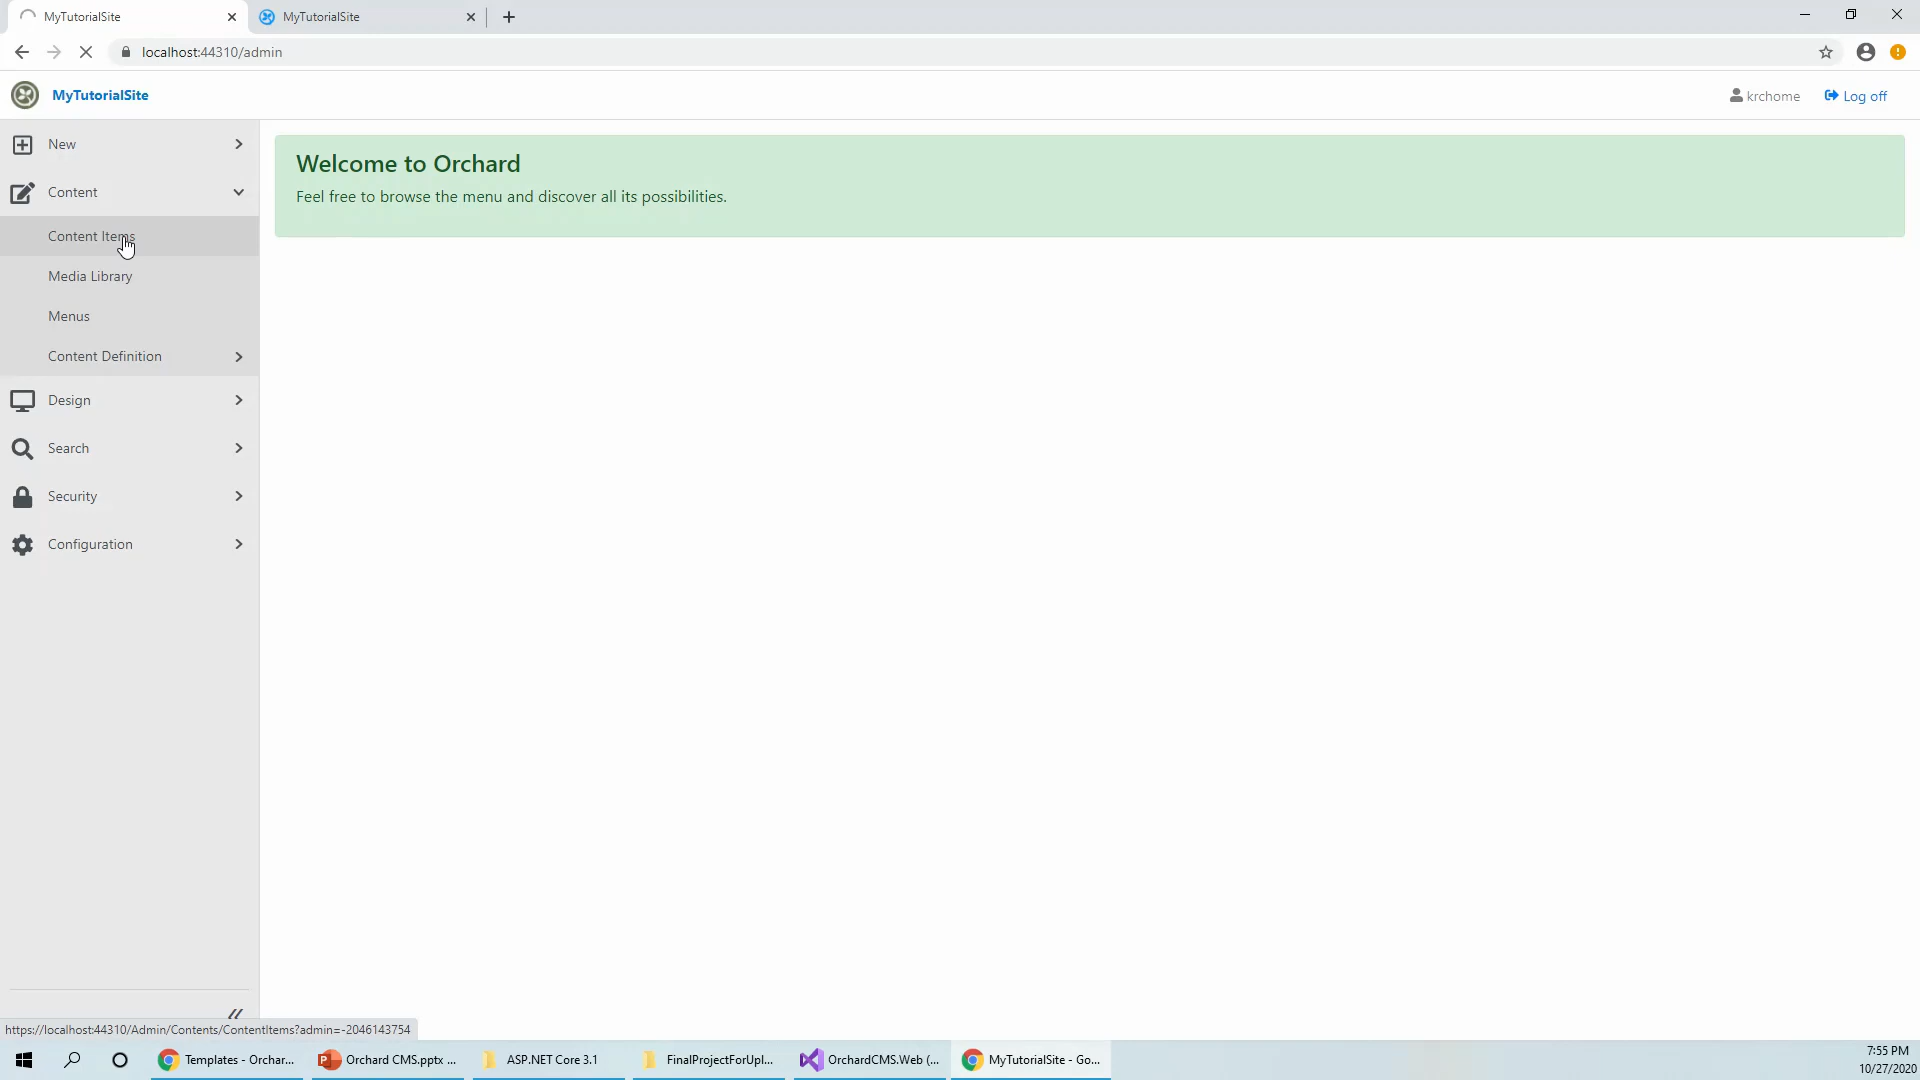 MyTutorialSite
MyTutorialSite
localhost:44310/admin
MyTutorialSite
krchome
Log off
New
Content
Content Items
Media Library
Menus
Content Definition
Design
Search
Security
Configuration
Welcome to Orchard
Feel free to browse the menu and discover all its possibilities.
https://localhost:44310/Admin/Contents/ContentItems?admin=-2046143754
Templates - Orchar...
Orchard CMS.pptx ...
ASP.NET Core 3.1
FinalProjectForUpl...
OrchardCMS.Web (...
MyTutorialSite - Go...
7:55 PM
10/27/2020